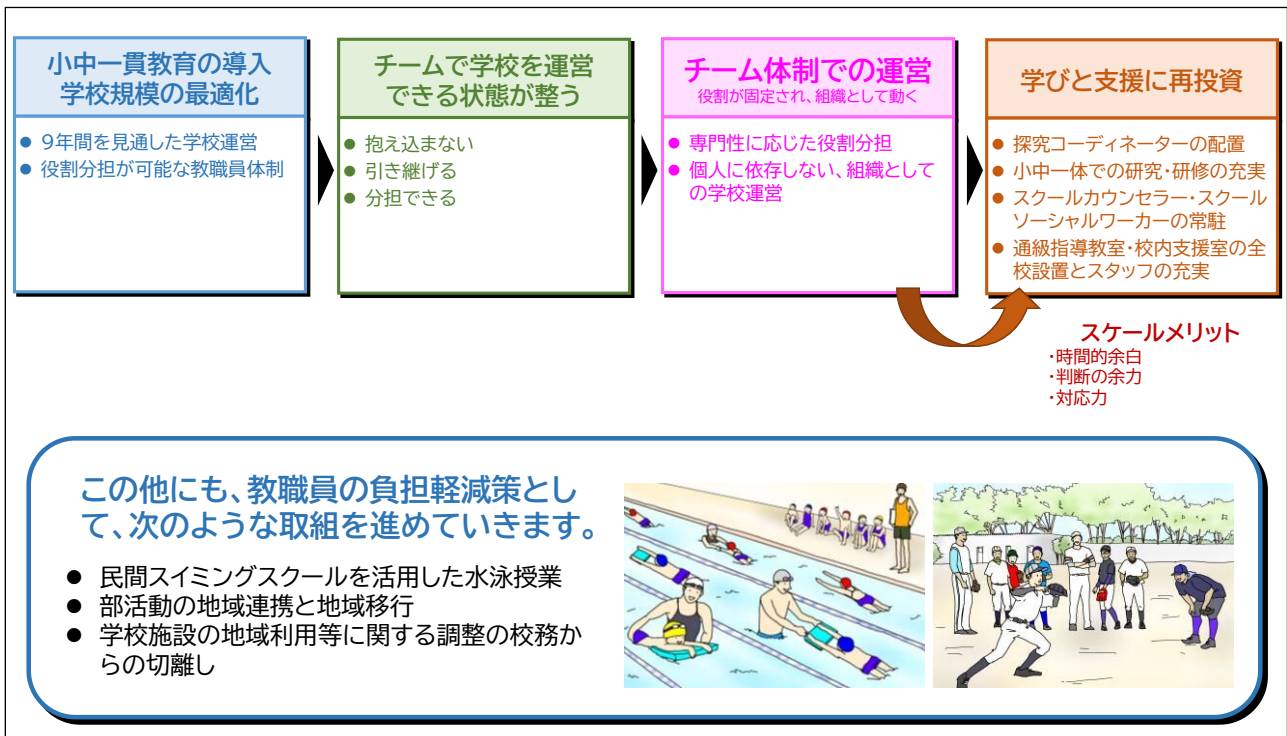 小中一貫教育の導入
学校規模の最適化
● 9年間を見通した学校運営
● 役割分担が可能な教職員体制
チームで学校を運営
できる状態が整う
● 抱え込まない
● 引き継げる
● 分担できる
チーム体制での運営
役割が固定され、組織として動く
● 専門性に応じた役割分担
● 個人に依存しない、組織として
の学校運営
学びと支援に再投資
● 探究コーディネーターの配置
● 小中一体での研究・研修の充実
● スクールカウンセラー・スクール
ソーシャルワーカーの常駐
● 通級指導教室・校内支援室の全
校設置とスタッフの充実
スケールメリット
・時間的余白
・判断の余力
・対応力
この他にも、教職員の負担軽減策とし
て、次のような取組を進めていきます。
● 民間スイミングスクールを活用した水泳授業
● 部活動の地域連携と地域移行
● 学校施設の地域利用等に関する調整の校務か
らの切離し